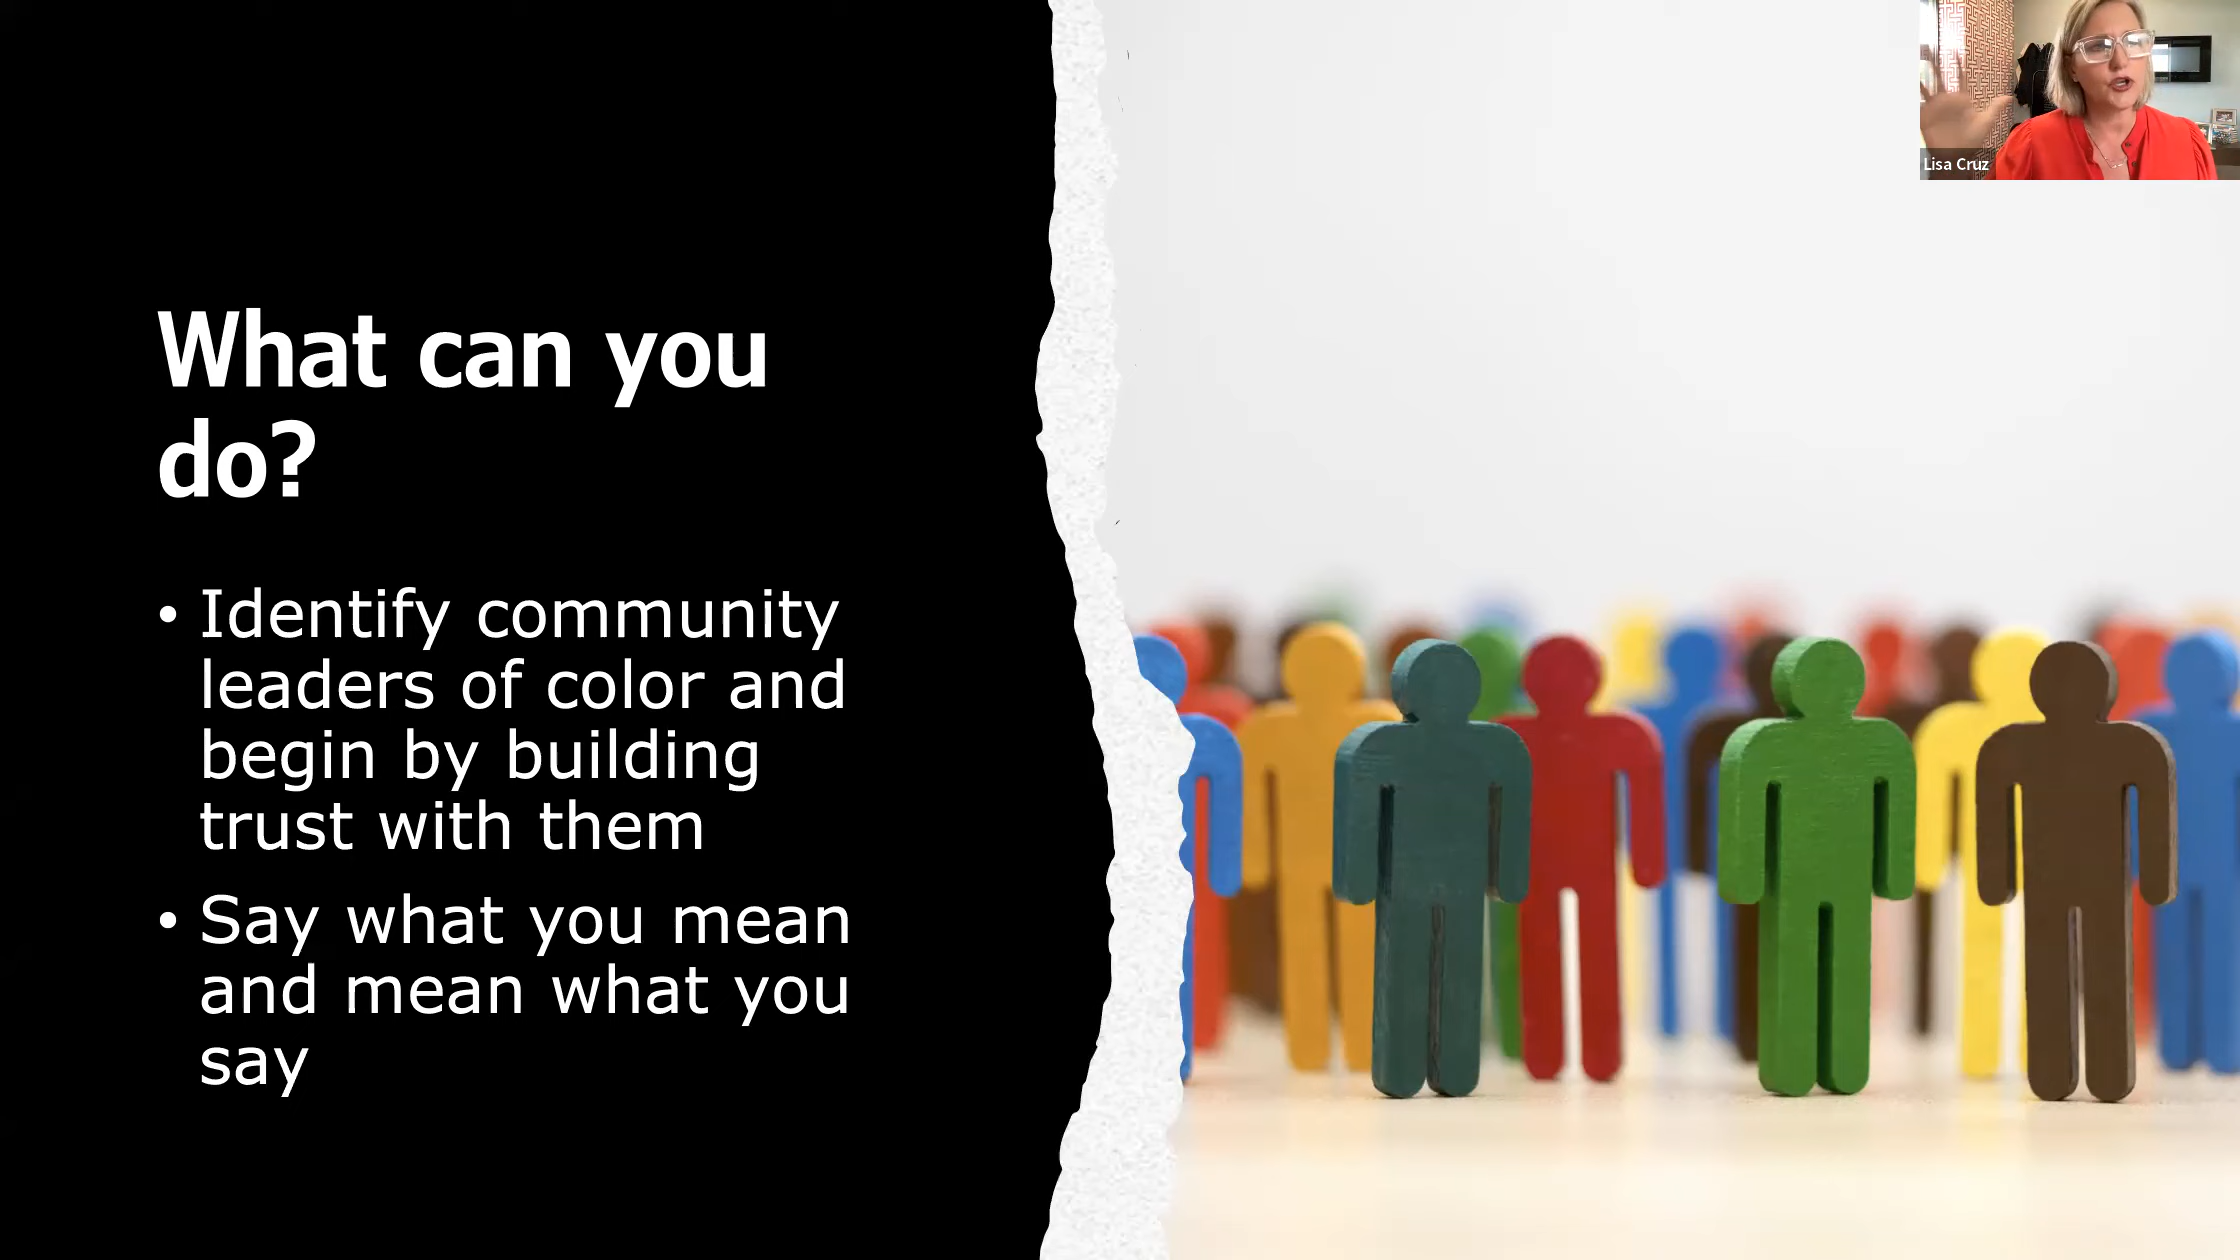 What can you
do?
• Identify community
leaders of color and
begin by building
trust with them
• Say what you mean
and mean what you
say
Lisa Cruz